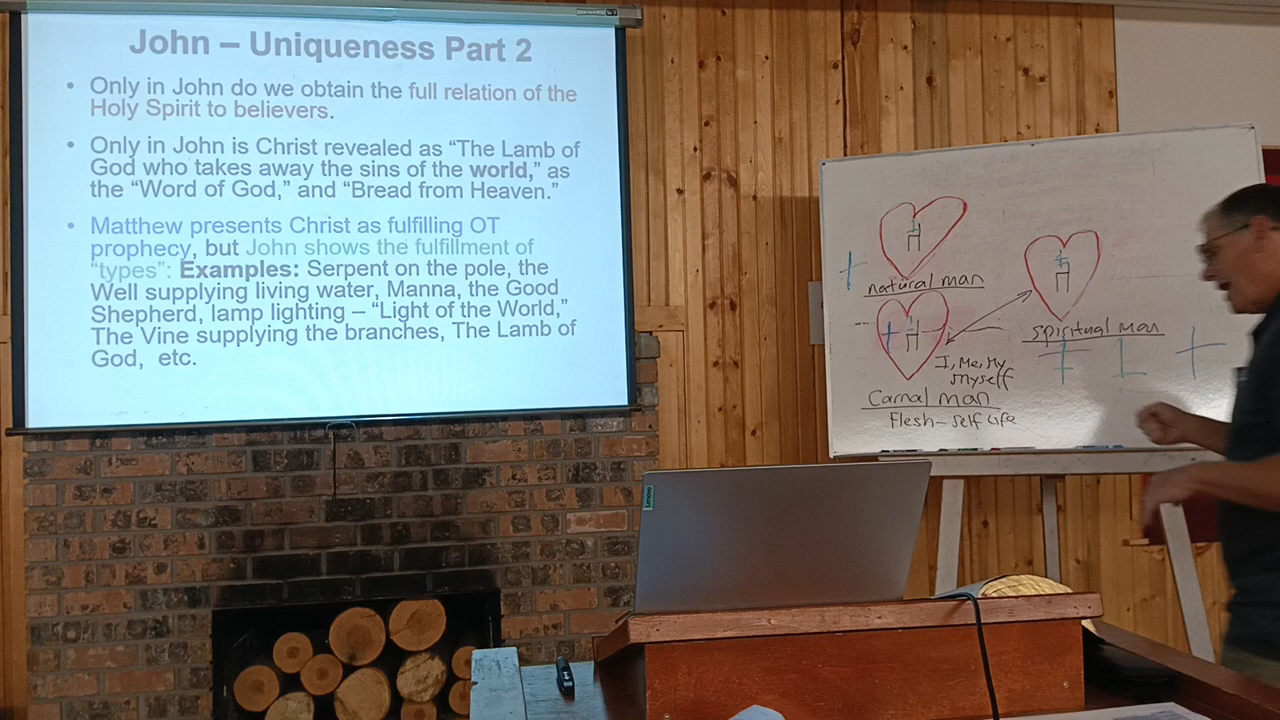 John – Uniqueness Part 2
• Only in John do we obtain the full relation of the
Holy Spirit to believers.
• Only in John is Christ revealed as “The Lamb of
God who takes away the sins of the world,” as
the “Word of God,” and “Bread from Heaven.”
• Matthew presents Christ as fulfilling OT
prophecy, but John shows the fulfillment of
“types”: Examples: Serpent on the pole, the
Well supplying living water, Manna, the Good
Shepherd, lamp lighting – “Light of the World,”
The Vine supplying the branches, The Lamb of
God, etc.
natural man
spiritual man
I, Me, My
Myself
Carnal man
Flesh – Self Life
Lenovo